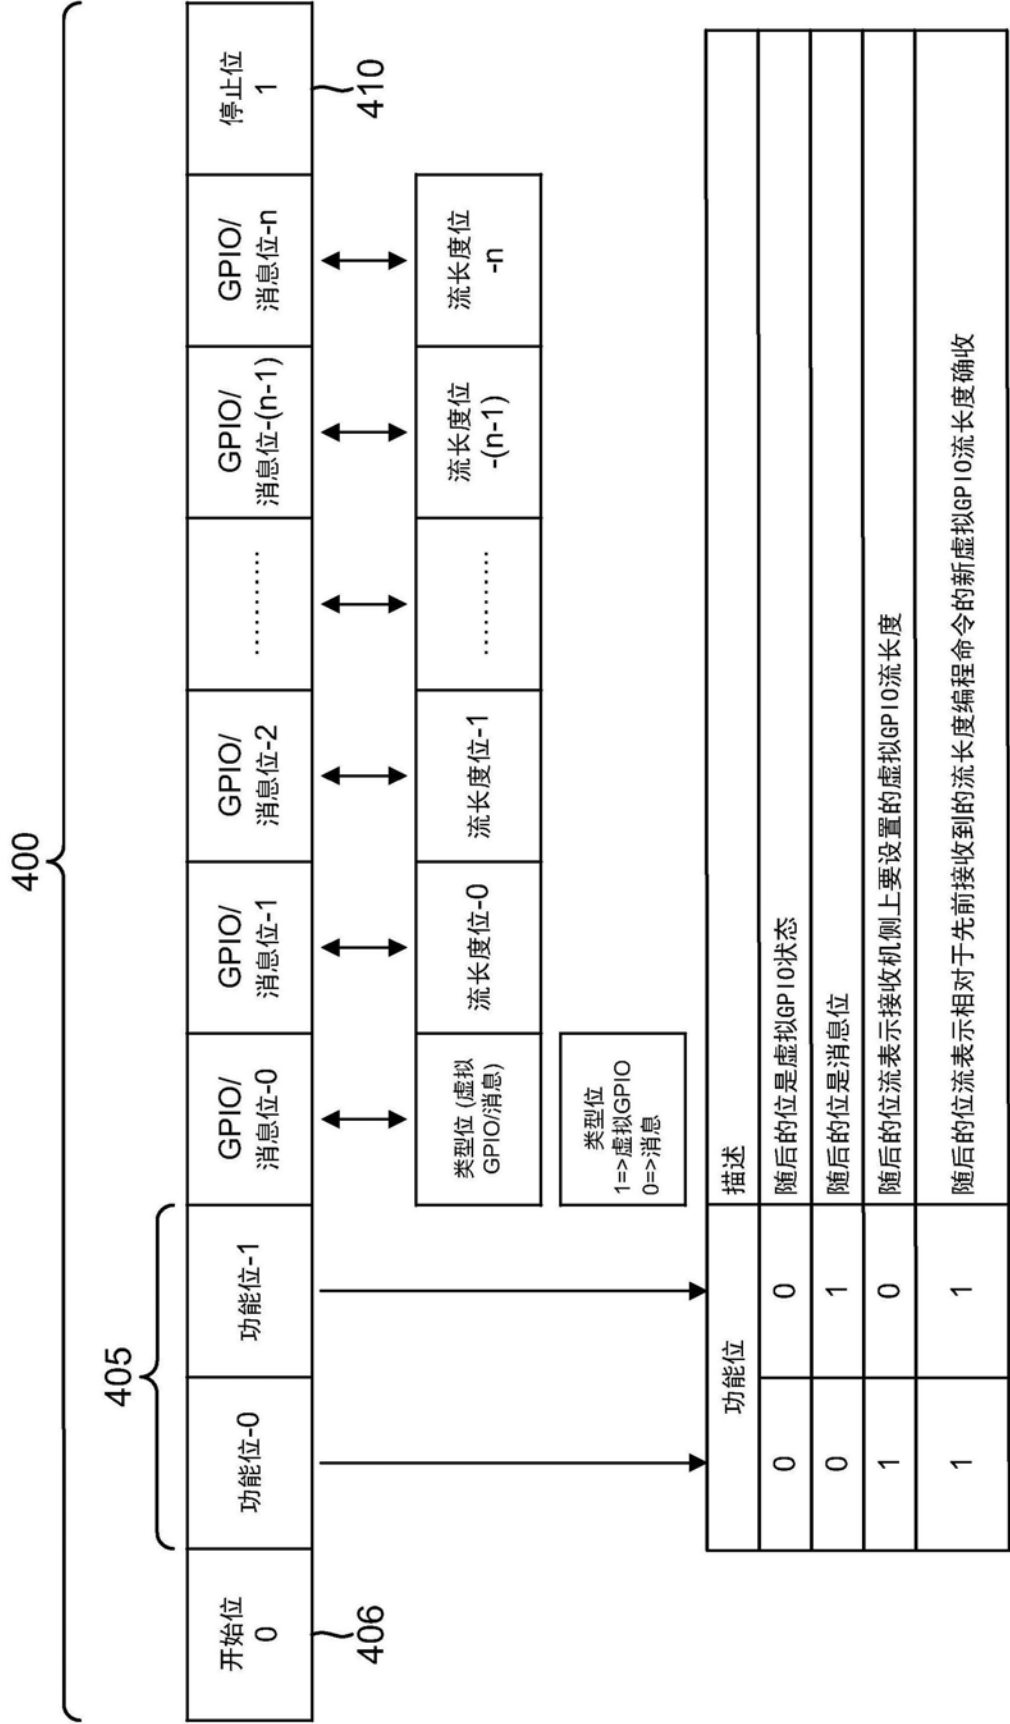 400
405
开始位
0
功能位-0
功能位-1
GPIO/
消息位-0
GPIO/
消息位-1
GPIO/
消息位-2
............
GPIO/
消息位-(n-1)
GPIO/
消息位-n
停止位
1
406
410
类型位 (虚拟
GPIO/消息)
流长度位-0
流长度位-1
............
流长度位
-(n-1)
流长度位
-n
类型位
1=>虚拟GPIO
0=>消息
功能位
描述
0 0 随后的位是虚拟GPIO状态
0 1 随后的位是消息位
1 0 随后的位流表示接收机侧上要设置的虚拟GPIO流长度
1 1 随后的位流表示相对于先前接收到的流长度编程命令的新虚拟GPIO流长度确收